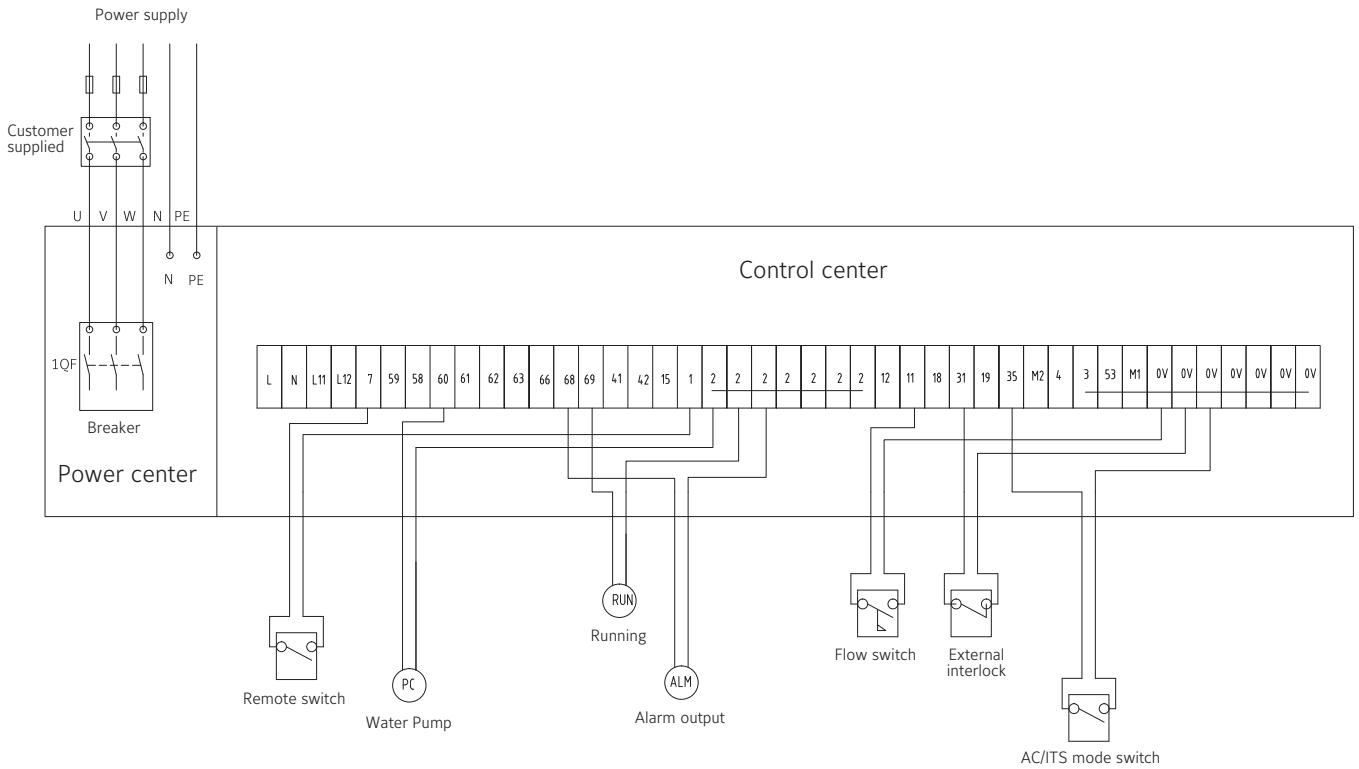 Power supply
Customer
supplied
U V W N PE
N PE
Control center
1QF
L N L11 L12 7 59 58 60 61 62 63 66 68 69 41 42 15 1 2 2 2 2 2 2 2 12 11 18 31 19 35 M2 4 3 53 M1 0V 0V 0V 0V 0V 0V 0V
Breaker
Power center
RUN
Running
Flow switch
External
interlock
Remote switch
PC
Water Pump
ALM
Alarm output
AC/ITS mode switch